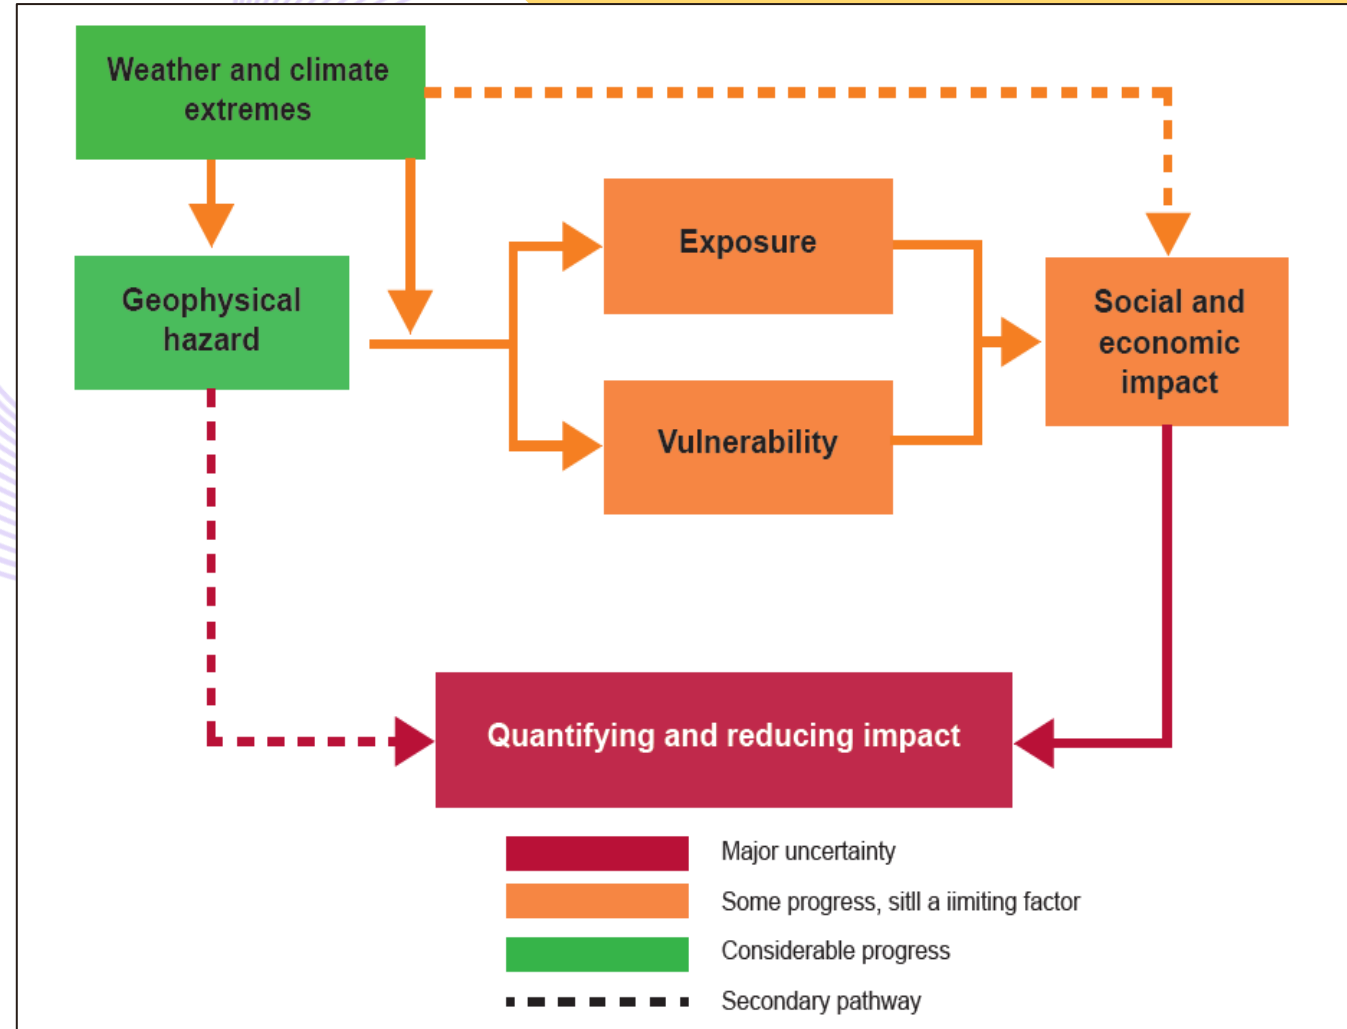 Weather and climate
extremes
Exposure
Geophysical
hazard
Social and
economic
impact
Vulnerability
Quantifying and reducing impact
Major uncertainty
Some progress, sitll a iimiting factor
Considerable progress
Secondary pathway